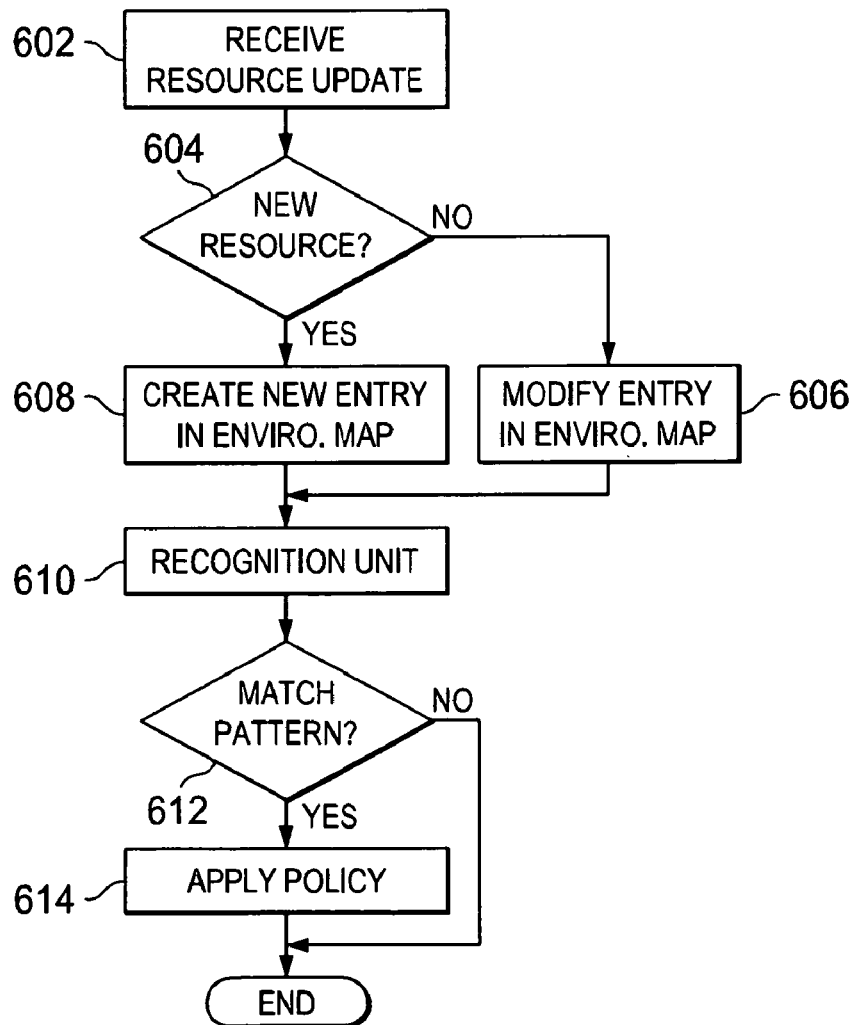 602
RECEIVE
RESOURCE UPDATE
604
NEW
RESOURCE?
NO
YES
608
CREATE NEW ENTRY
IN ENVIRO. MAP
MODIFY ENTRY
IN ENVIRO. MAP
606
610
RECOGNITION UNIT
MATCH
PATTERN?
NO
612
YES
614
APPLY POLICY
END